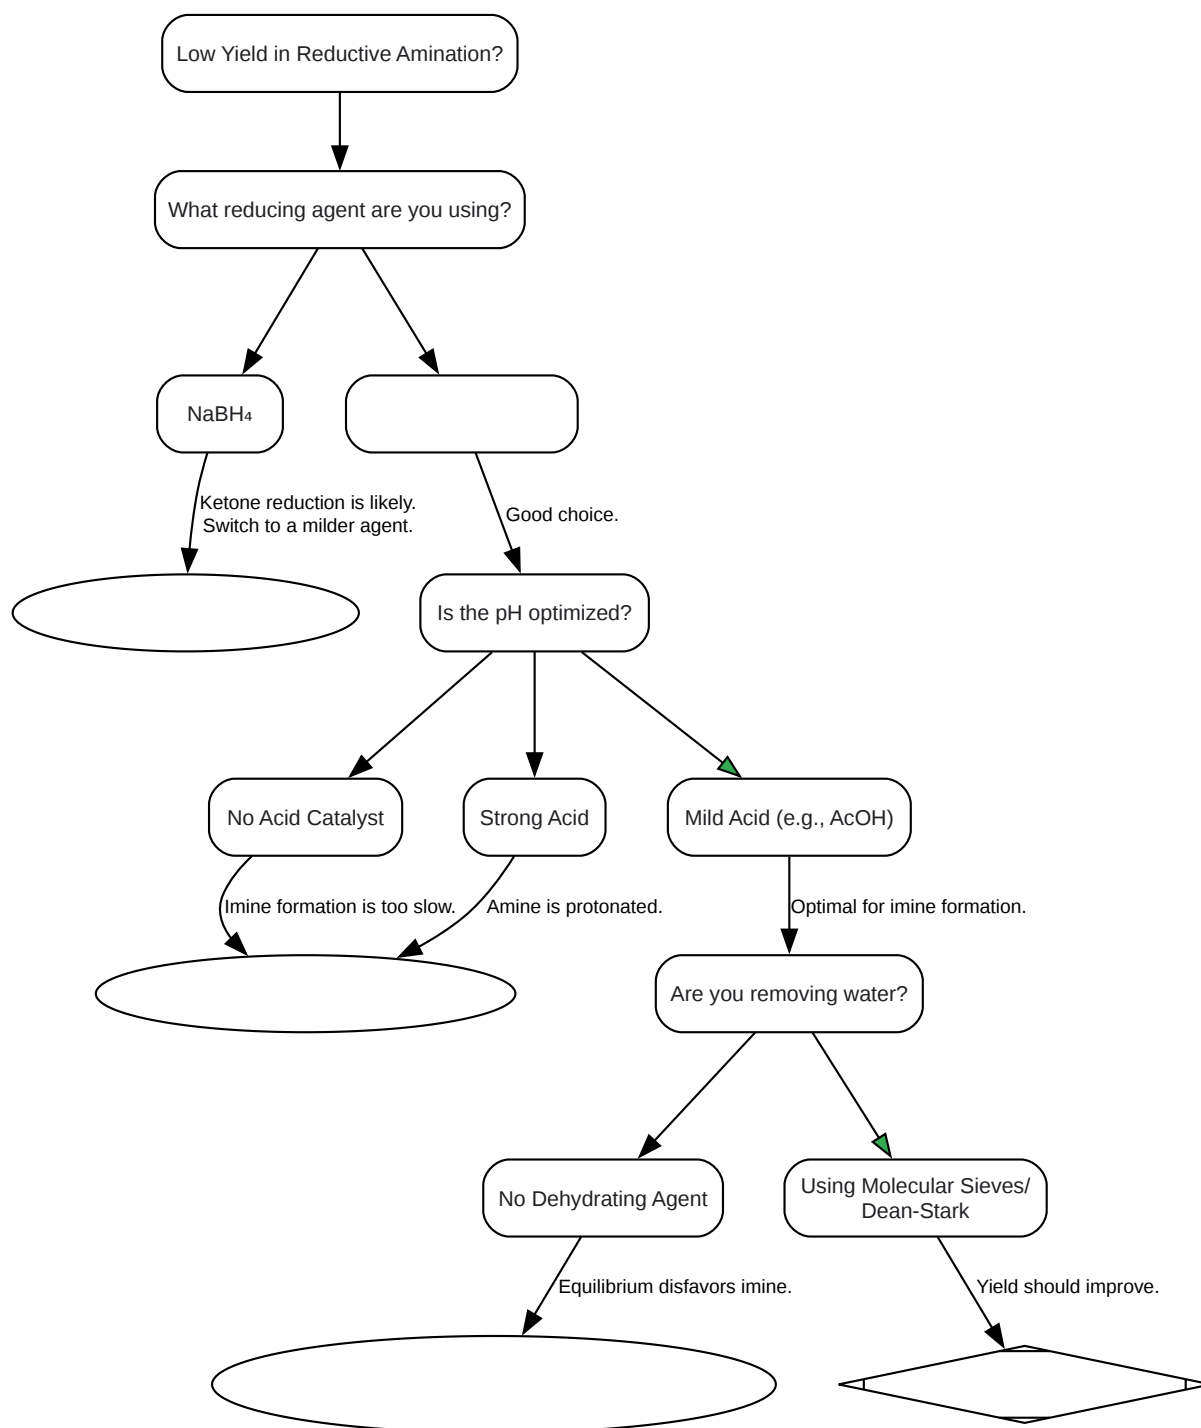 Low Yield in Reductive Amination?
What reducing agent are you using?
NaBH₄
Ketone reduction is likely.
Switch to a milder agent.
Good choice.
Is the pH optimized?
No Acid Catalyst
Strong Acid
Mild Acid (e.g., AcOH)
Imine formation is too slow.
Amine is protonated.
Optimal for imine formation.
Are you removing water?
No Dehydrating Agent
Using Molecular Sieves/
Dean-Stark
Equilibrium disfavors imine.
Yield should improve.